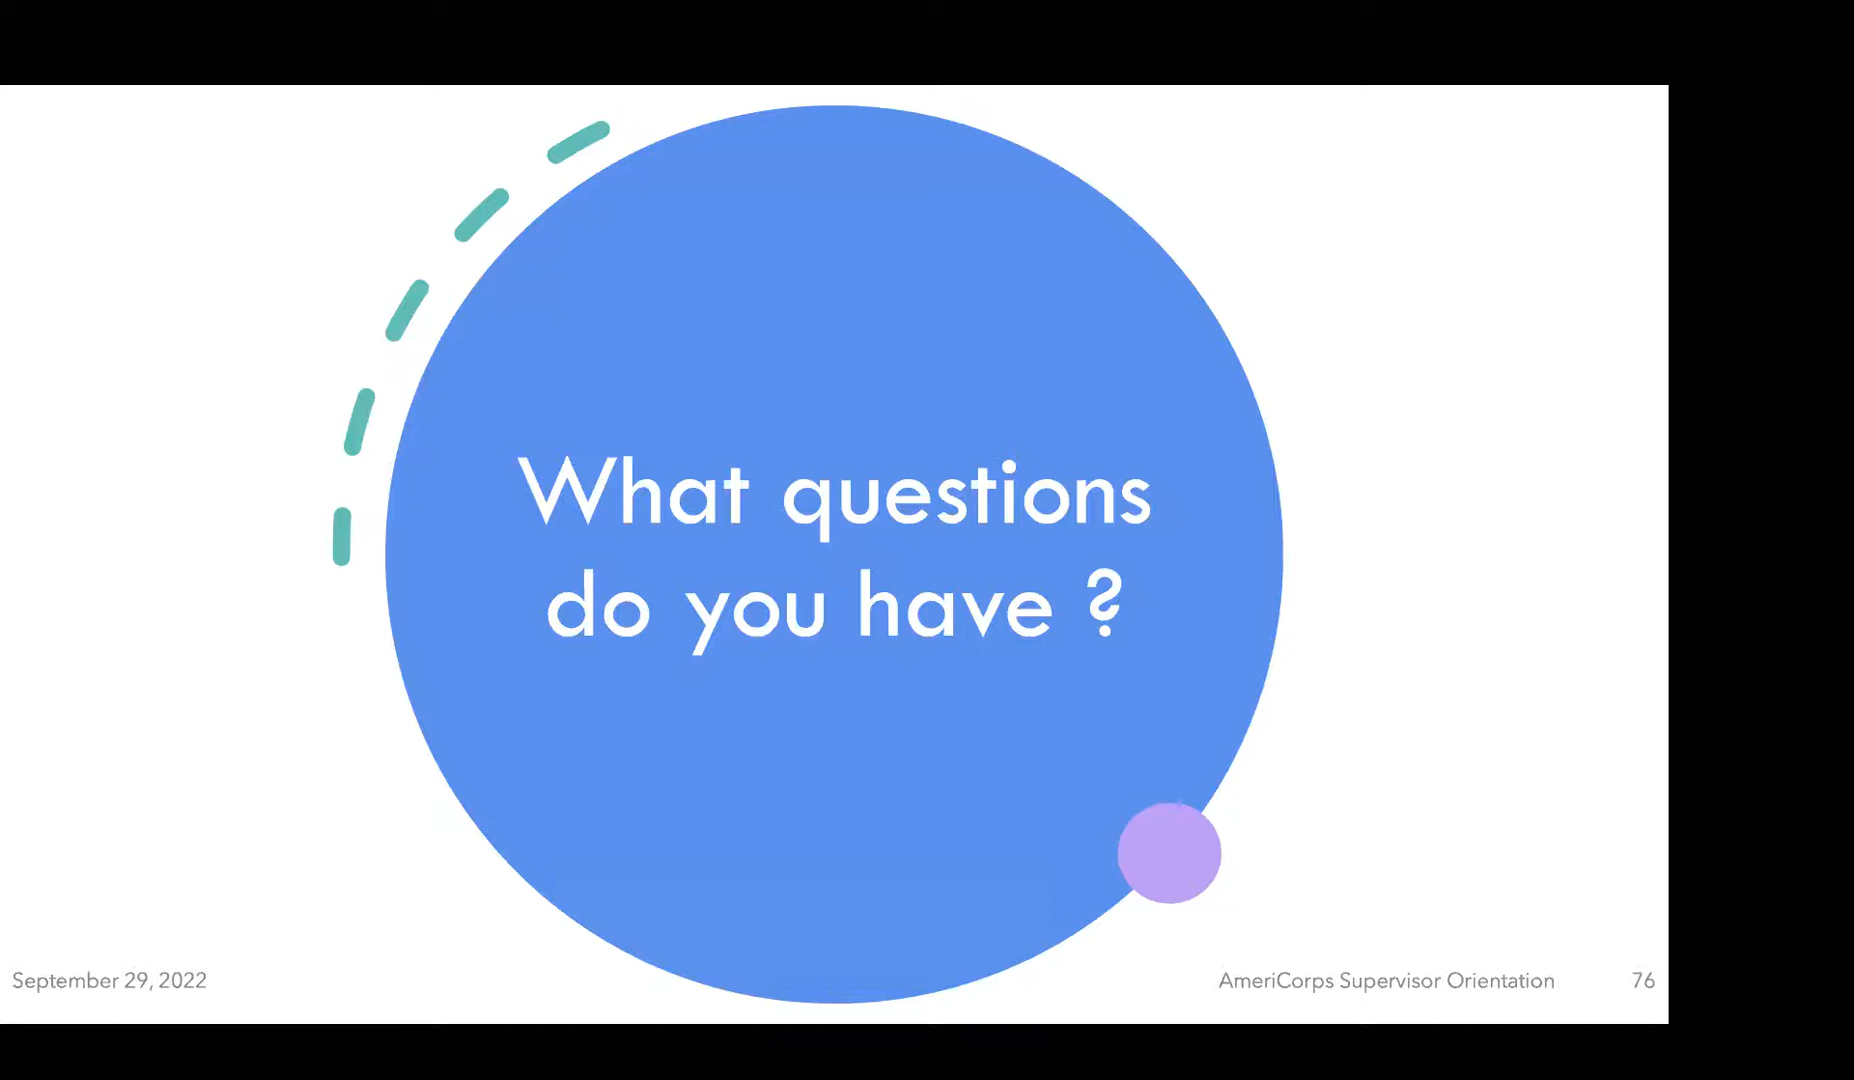 What questions
do you have ?
September 29, 2022
AmeriCorps Supervisor Orientation
76